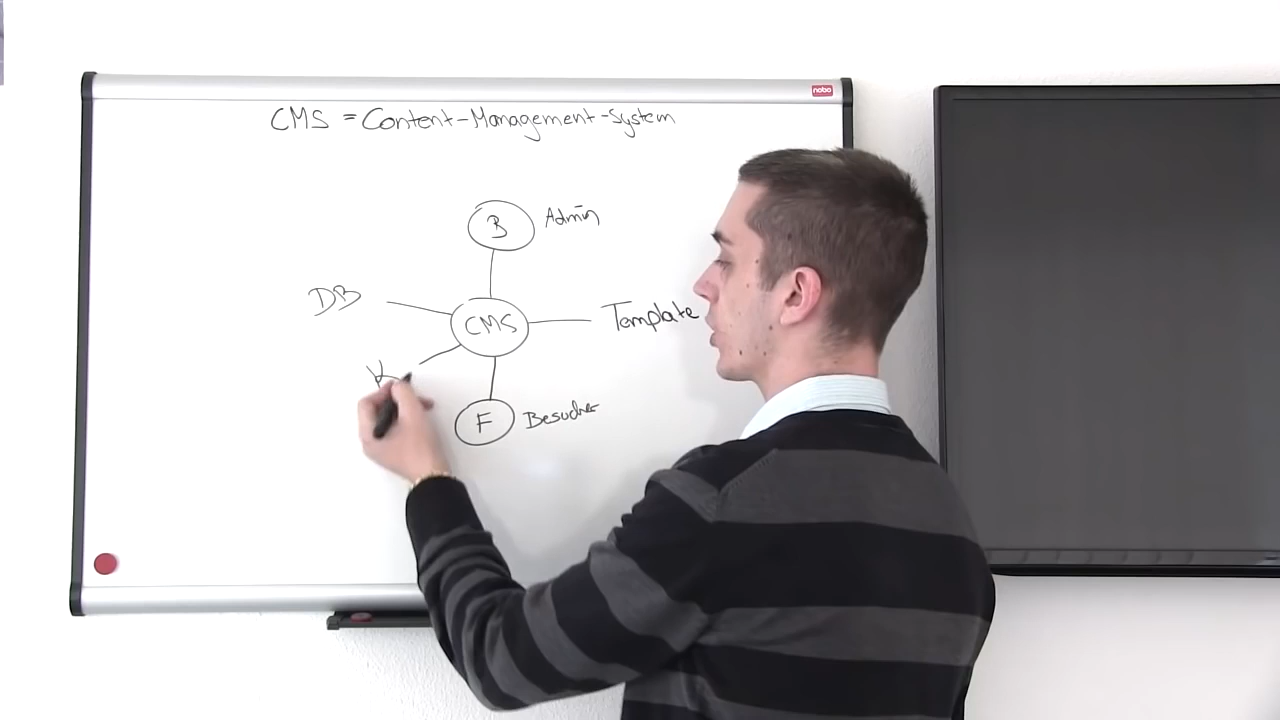 nobo
CMS = Content-Management-System
B Admin
DB
CMS
Template
K
F Besucher